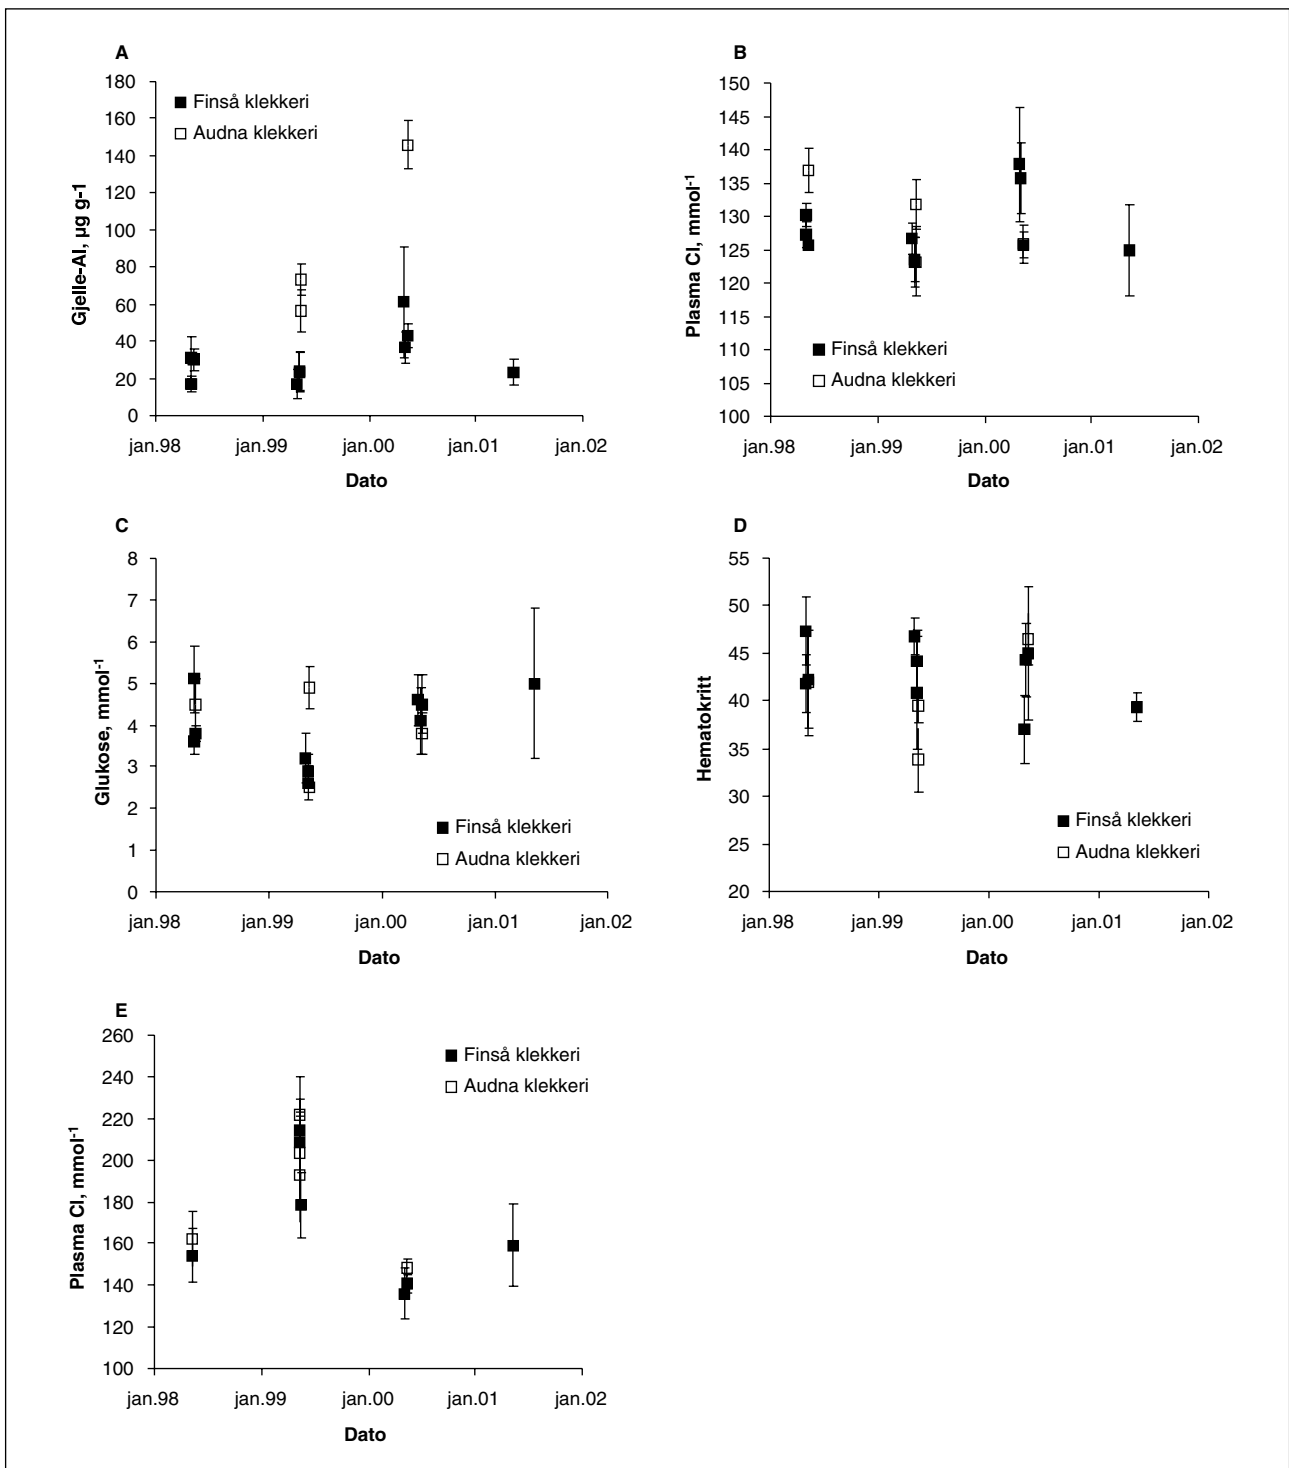 A
180
160
140
120
100
80
60
40
20
0
Gjelle-Al, µg g-1
Finså klekkeri
Audna klekkeri
jan.98 jan.99 jan.00 jan.01 jan.02
Dato
B
150
145
140
135
130
125
120
115
110
105
100
Plasma Cl, mmol⁻¹
Finså klekkeri
Audna klekkeri
jan.98 jan.99 jan.00 jan.01 jan.02
Dato
C
8
7
6
5
4
3
2
1
0
Glukose, mmol⁻¹
Finså klekkeri
Audna klekkeri
jan.98 jan.99 jan.00 jan.01 jan.02
Dato
D
55
50
45
40
35
30
25
20
Hematokritt
Finså klekkeri
Audna klekkeri
jan.98 jan.99 jan.00 jan.01 jan.02
Dato
E
260
240
220
200
180
160
140
120
100
Plasma Cl, mmol⁻¹
Finså klekkeri
Audna klekkeri
jan.98 jan.99 jan.00 jan.01 jan.02
Dato